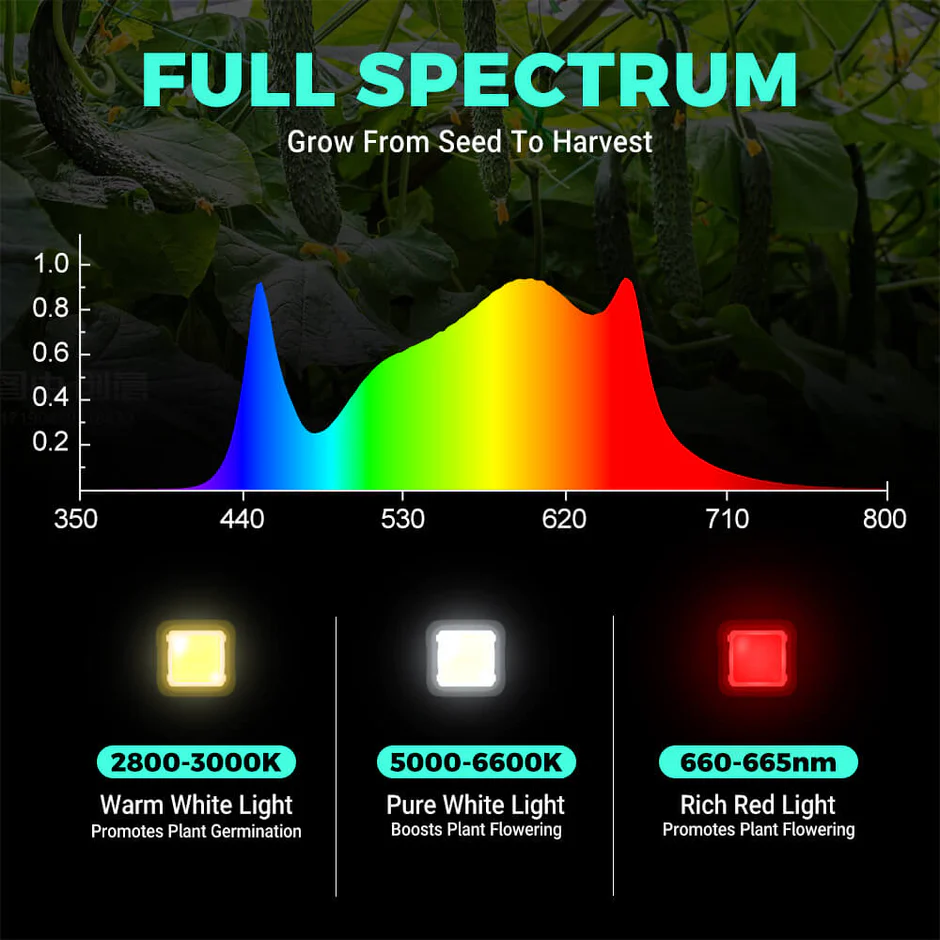 FULL SPECTRUM
Grow From Seed To Harvest
1.0
0.8
0.6
0.4
0.2
350 440 530 620 710 800
2800-3000K 5000-6600K 660-665nm
Warm White Light Pure White Light Rich Red Light
Promotes Plant Germination Boosts Plant Flowering Promotes Plant Flowering